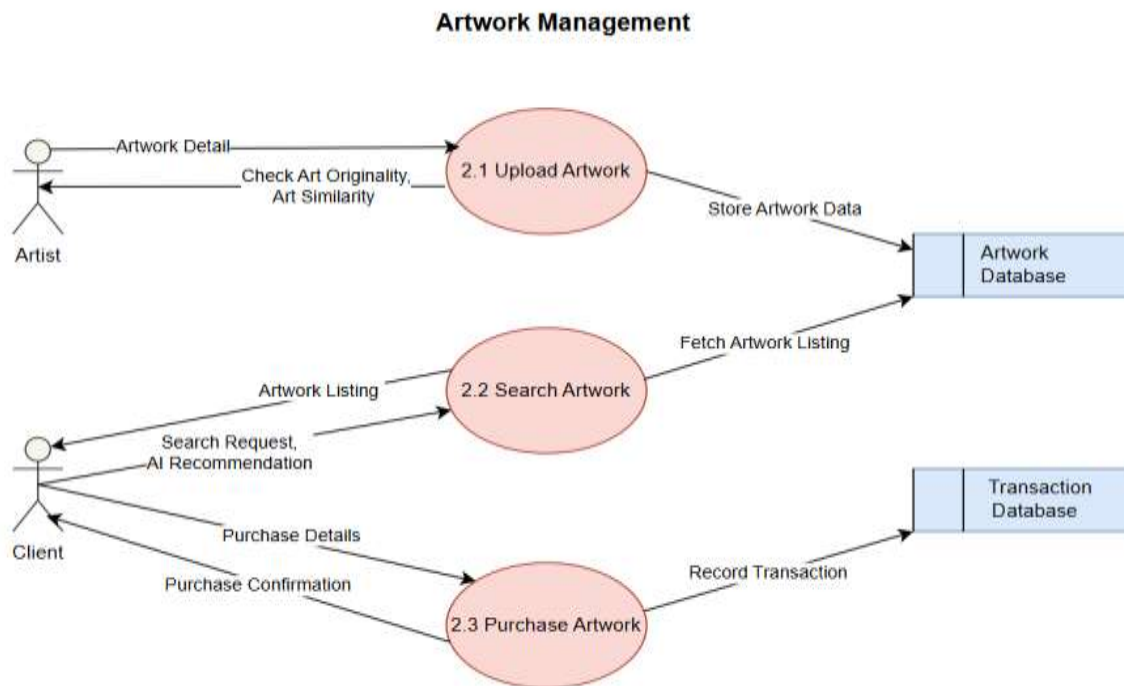 Artwork Management
Artwork Detail
2.1 Upload Artwork
Check Art Originality,
Art Similarity
Store Artwork Data
Artist
Artwork
Database
Fetch Artwork Listing
Artwork Listing
2.2 Search Artwork
Search Request,
AI Recommendation
Transaction
Database
Client
Purchase Details
Record Transaction
Purchase Confirmation
2.3 Purchase Artwork